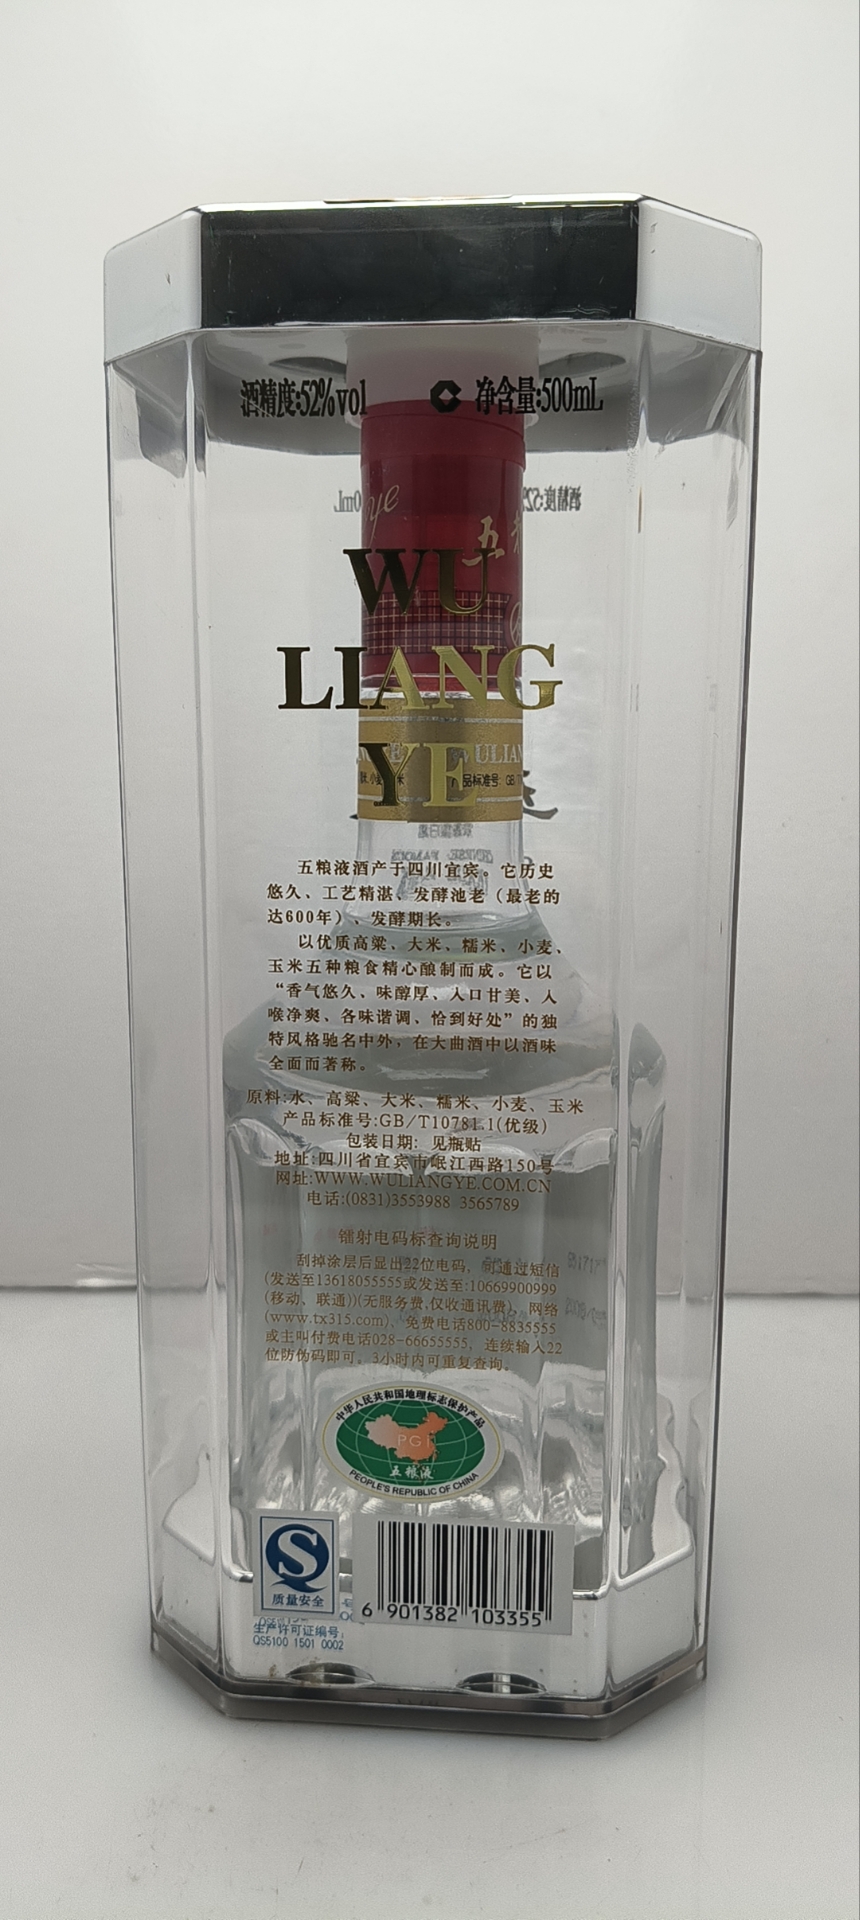 酒精度:52%vol 净含量:500mL
五
WU
LIANG
YE
产品标准号: GB
五粮液酒产于四川宜宾。它历史
悠久、工艺精湛、发酵池老（最老的
达600年）、发酵期长。
以优质高粱、大米、糯米、小麦、
玉米五种粮食精心酿制而成。它以
“香气悠久、味醇厚、入口甘美、入
喉净爽、各味谐调、恰到好处”的独
特风格驰名中外，在大曲酒中以酒味
全面而著称。
原料:水、高粱、大米、糯米、小麦、玉米
产品标准号:GB/T10781.1(优级)
包装日期: 见瓶贴
地址:四川省宜宾市岷江西路150号
网址:WWW.WULIANGYE.COM.CN
电话:(0831)3553988 3565789
镭射电码标查询说明
刮掉涂层后显出22位电码，可通过短信
(发送至13618055555或发送至:10669900999
(移动、联通))(无服务费,仅收通讯费)、网络
(www.tx315.com)，免费电话800-8835555
或主叫付费电话028-66655555，连续输入22
位防伪码即可。3小时内可重复查询。
中华人民共和国地理标志保护产品
PGI
五粮液
PEOPLE'S REPUBLIC OF CHINA
质量安全
生产许可证编号:
QS5100 1501 0002
6 901382 103355